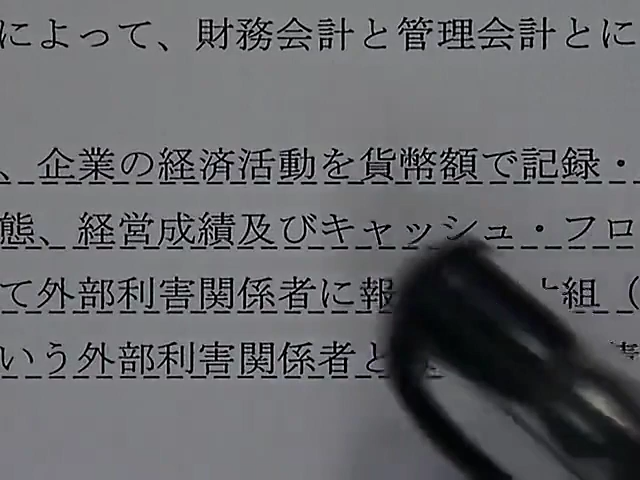 によって、財務会計と管理会計とに
、企業の経済活動を貨幣額で記録・
態、経営成績及びキャッシュ・フロ
て外部利害関係者に報 組（
いう外部利害関係者と